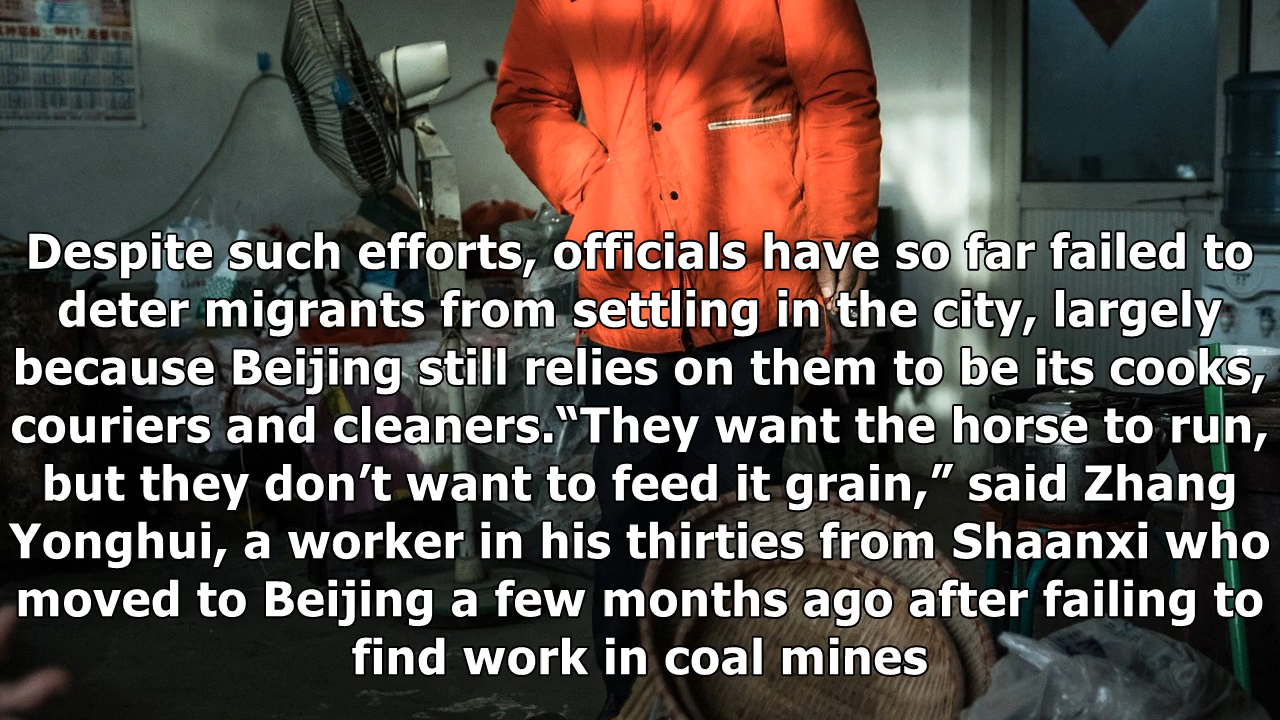 Despite such efforts, officials have so far failed to
deter migrants from settling in the city, largely
because Beijing still relies on them to be its cooks,
couriers and cleaners.“They want the horse to run,
but they don’t want to feed it grain,” said Zhang
Yonghui, a worker in his thirties from Shaanxi who
moved to Beijing a few months ago after failing to
find work in coal mines